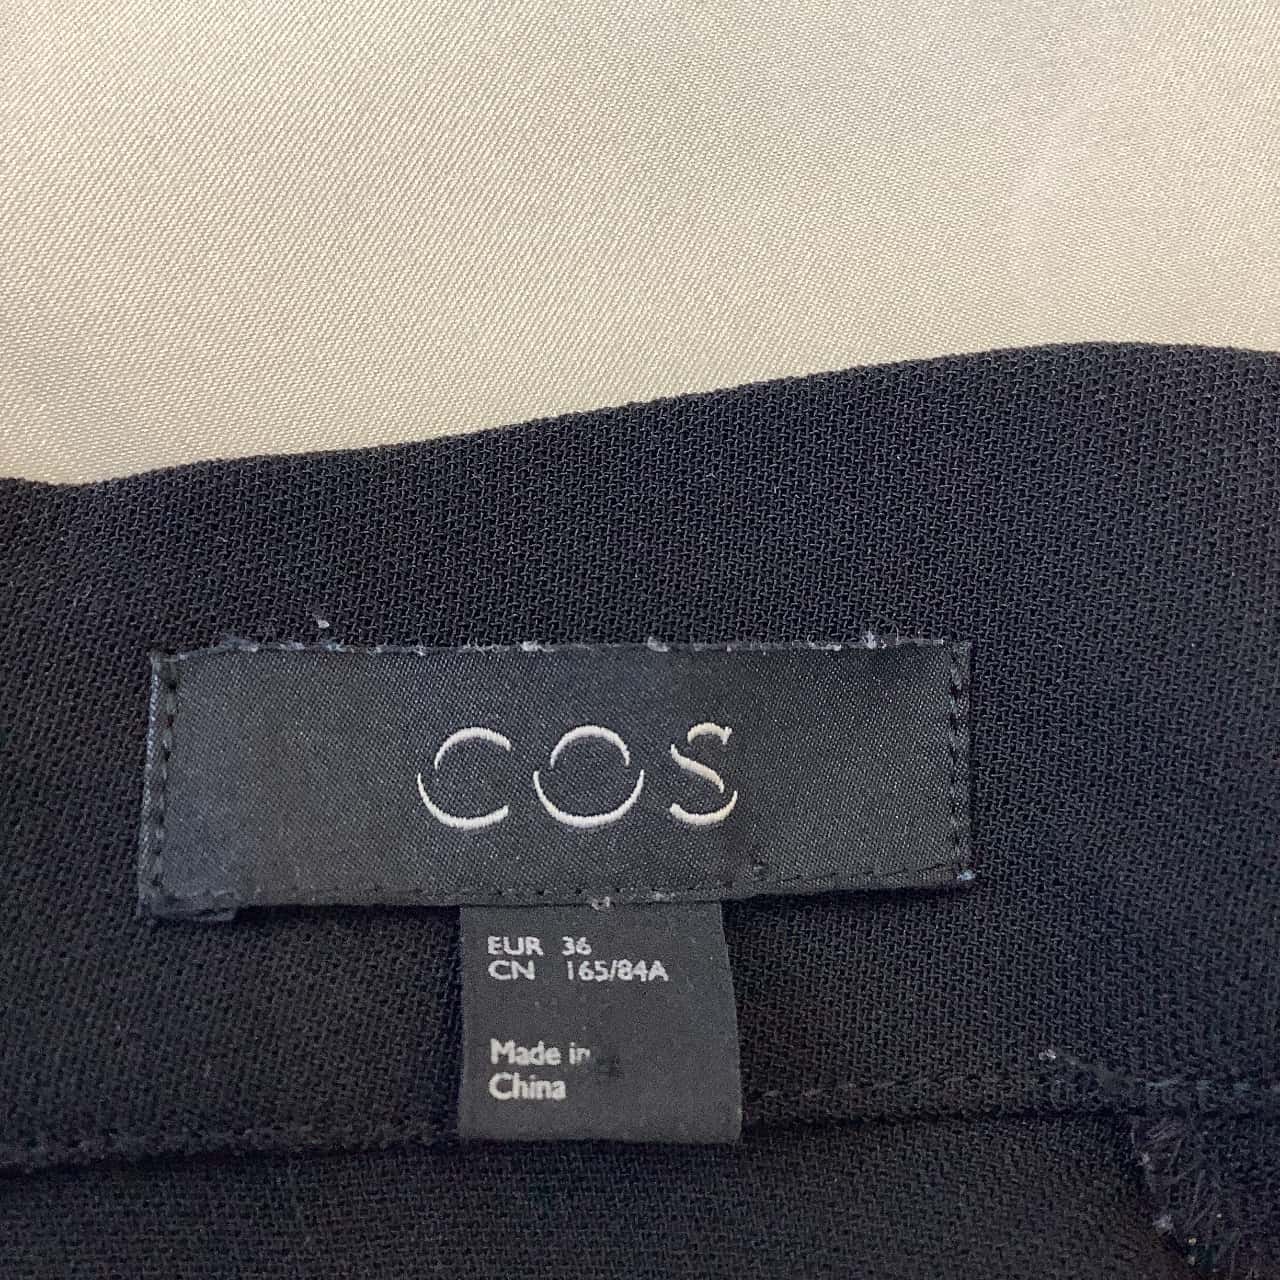 COS
EUR 36
CN 165/84A
Made in
China